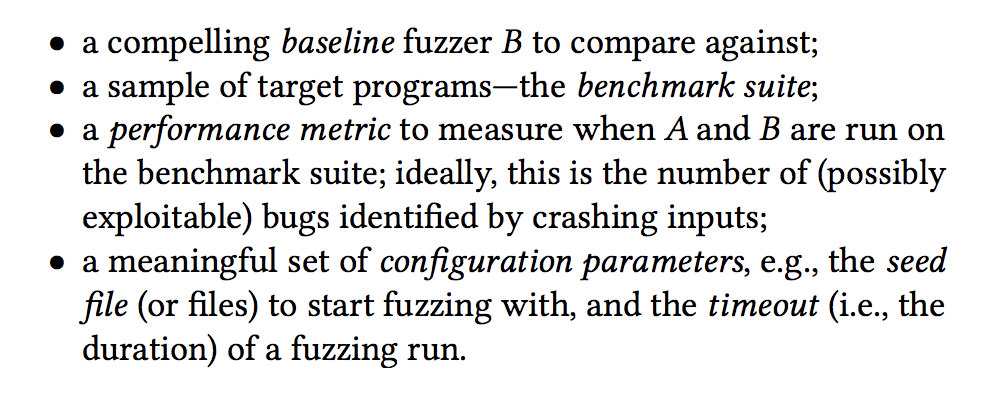 • a compelling baseline fuzzer B to compare against;
• a sample of target programs—the benchmark suite;
• a performance metric to measure when A and B are run on
the benchmark suite; ideally, this is the number of (possibly
exploitable) bugs identified by crashing inputs;
• a meaningful set of configuration parameters, e.g., the seed
file (or files) to start fuzzing with, and the timeout (i.e., the
duration) of a fuzzing run.